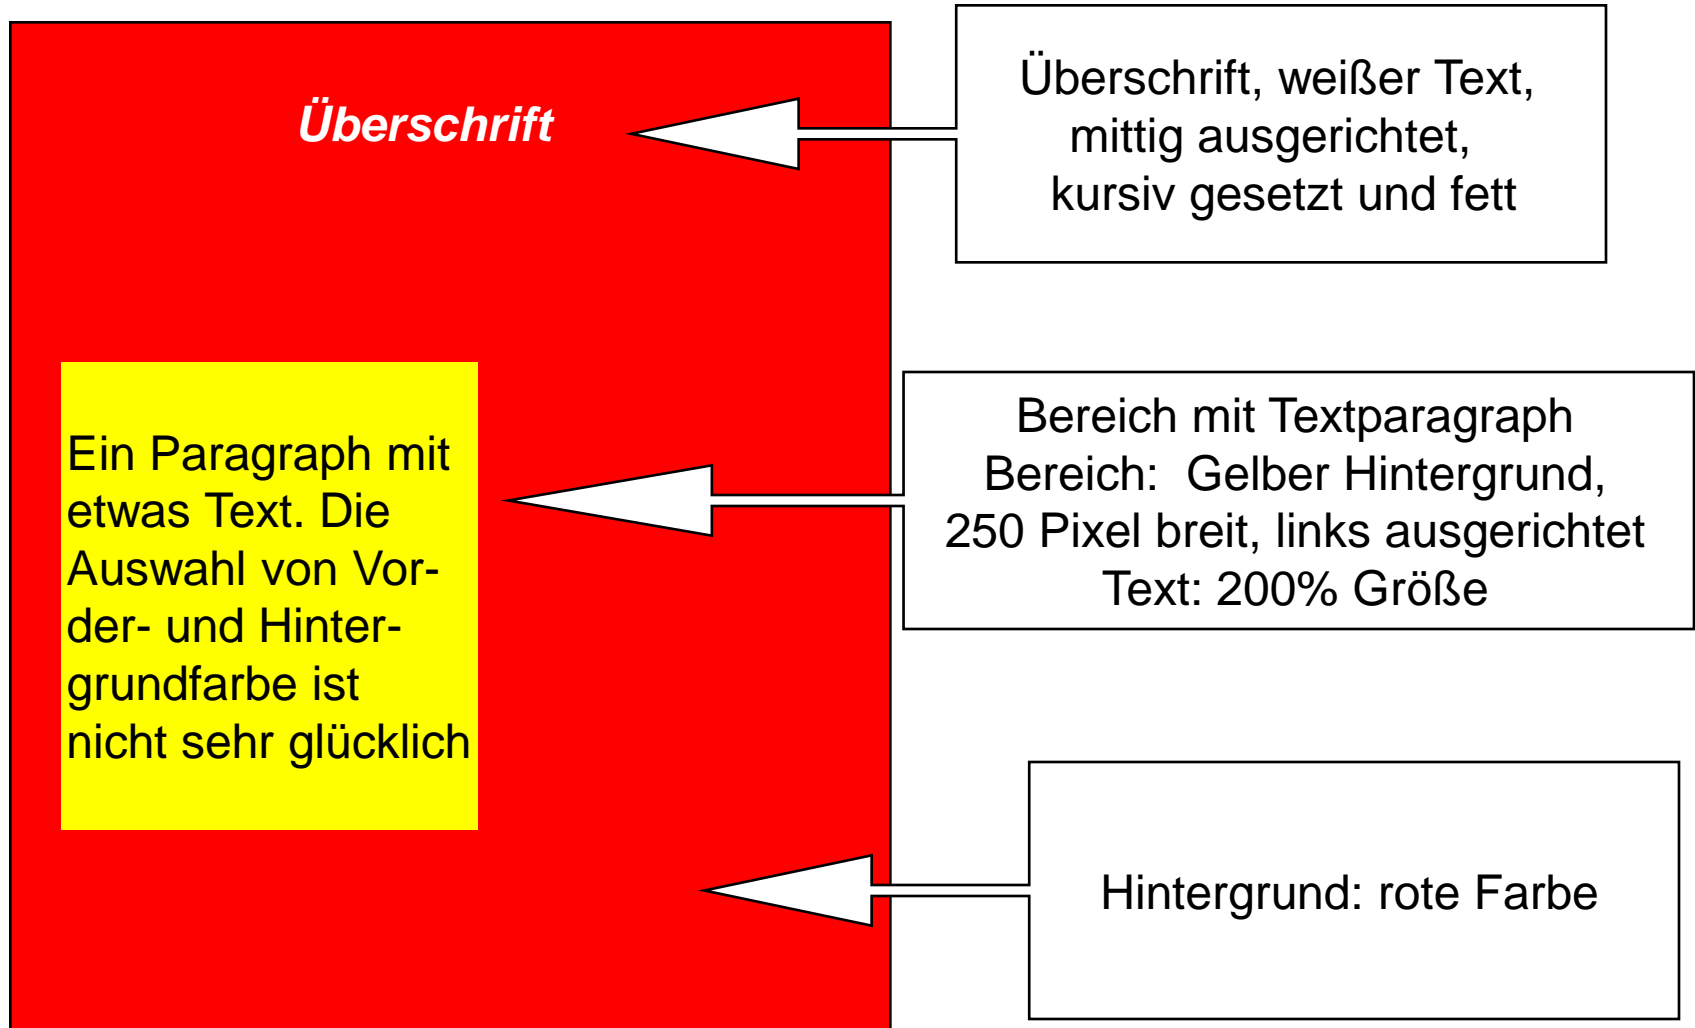 Überschrift
Überschrift, weißer Text,
mittig ausgerichtet,
kursiv gesetzt und fett
Ein Paragraph mit
etwas Text. Die
Auswahl von Vor-
der- und Hinter-
grundfarbe ist
nicht sehr glücklich
Bereich mit Textparagraph
Bereich:  Gelber Hintergrund,
250 Pixel breit, links ausgerichtet
Text: 200% Größe
Hintergrund: rote Farbe